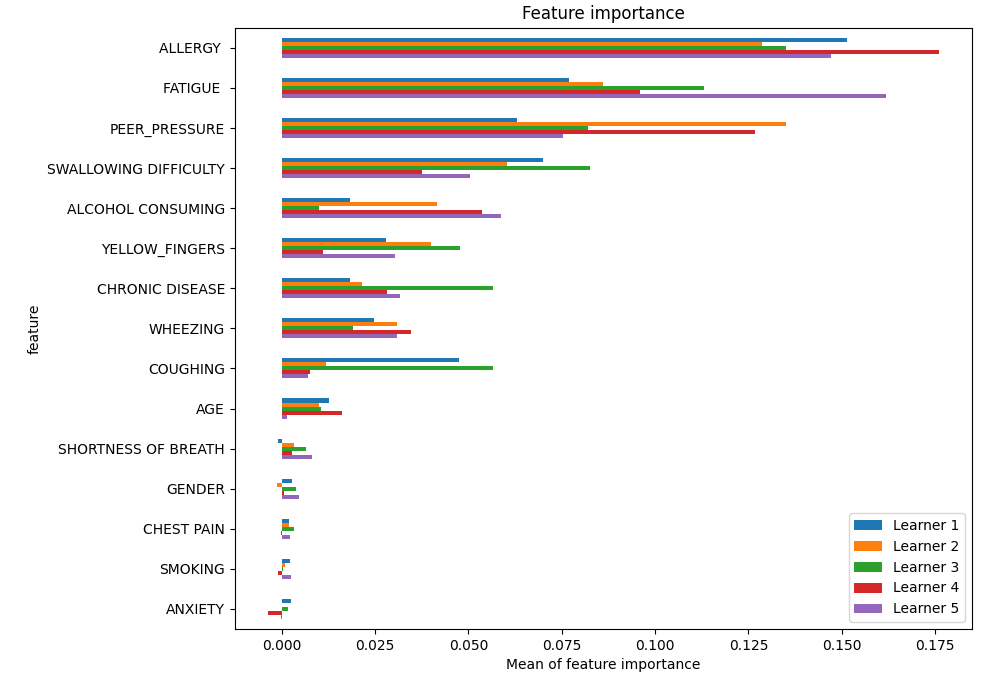 Feature importance
ALLERGY
FATIGUE
PEER_PRESSURE
SWALLOWING DIFFICULTY
ALCOHOL CONSUMING
YELLOW_FINGERS
CHRONIC DISEASE
WHEEZING
COUGHING
AGE
SHORTNESS OF BREATH
GENDER
CHEST PAIN
SMOKING
ANXIETY
feature
Learner 1
Learner 2
Learner 3
Learner 4
Learner 5
0.000 0.025 0.050 0.075 0.100 0.125 0.150 0.175
Mean of feature importance